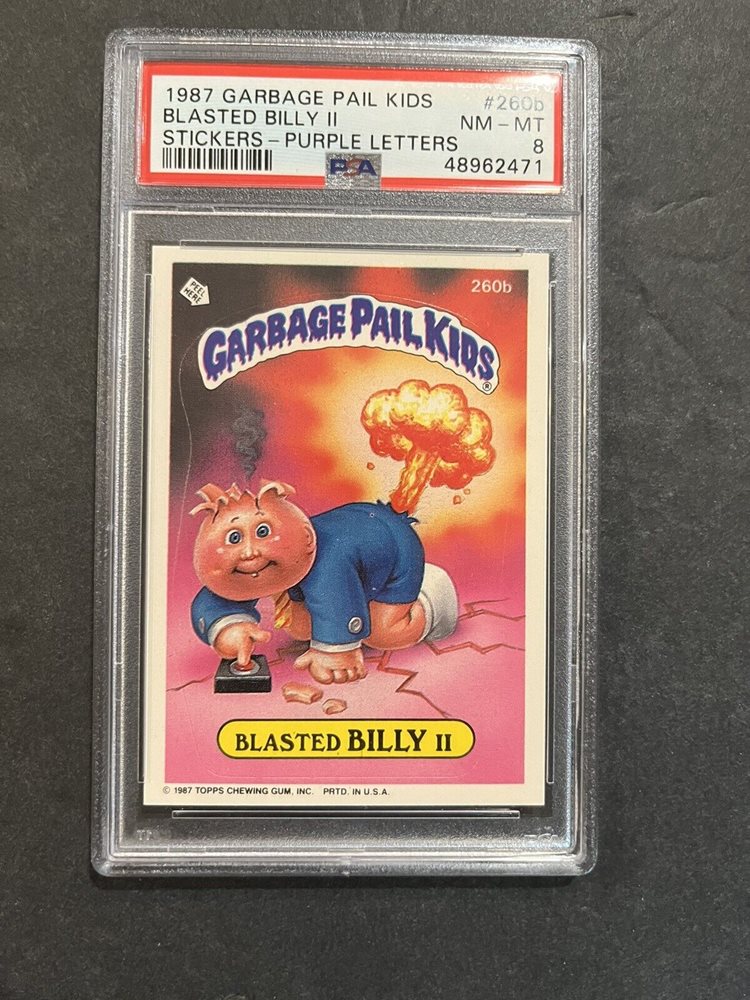 1987 GARBAGE PAIL KIDS #260b
BLASTED BILLY II NM-MT
STICKERS-PURPLE LETTERS 8
PSA 48962471
PEEL
HERE
260b
GARBAGE PAIL KIDS®
BLASTED BILLY II
© 1987 TOPPS CHEWING GUM, INC. PRTD. IN U.S.A.